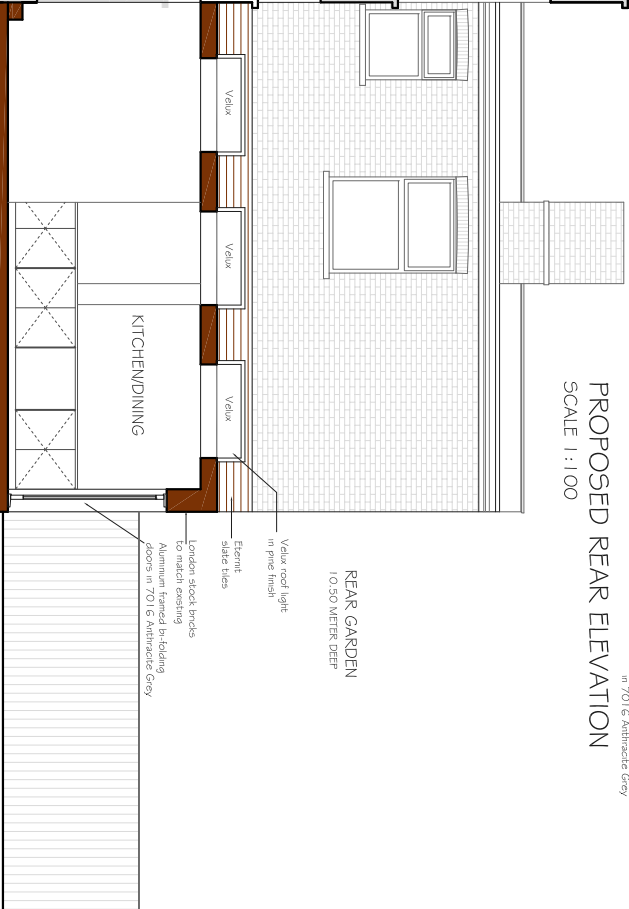 in 7016 Anthracite Grey
PROPOSED REAR ELEVATION
SCALE 1:100
REAR GARDEN
10.50 METER DEEP
Velux roof light
in pine finish
Velux
Velux
Velux
Eternit
slate tiles
London stock bricks
to match existing
Aluminium framed bi-folding
doors in 7016 Anthracite Grey
KITCHEN/DINING